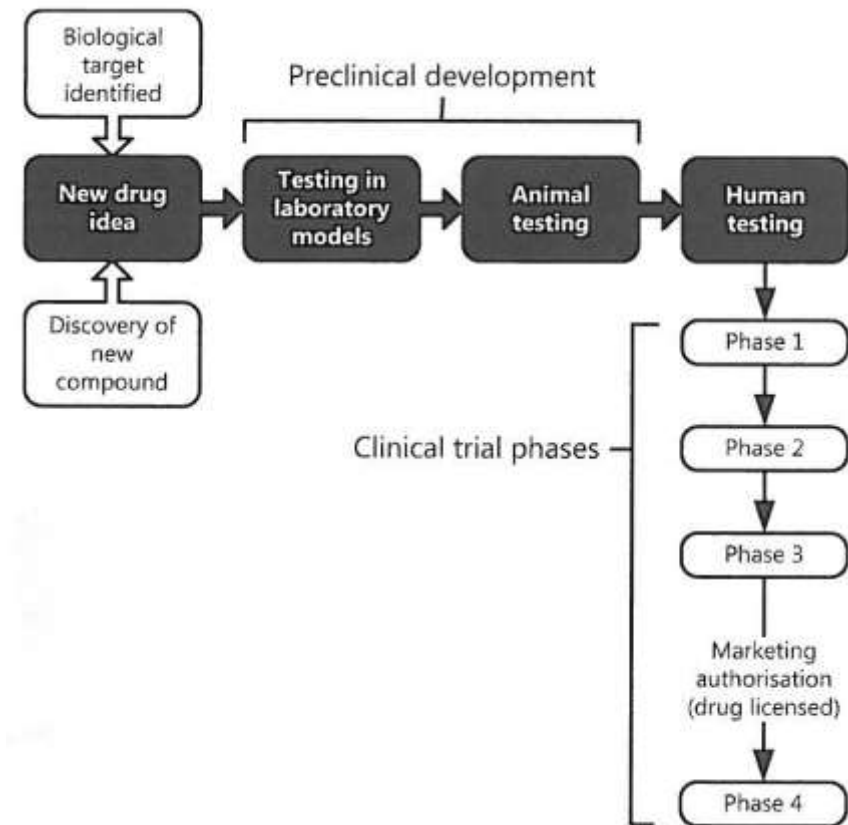 Biological
target
identified
Preclinical development
New drug
idea
Testing in
laboratory
models
Animal
testing
Human
testing
Discovery of
new
compound
Phase 1
Clinical trial phases
Phase 2
Phase 3
Marketing
authorisation
(drug licensed)
Phase 4